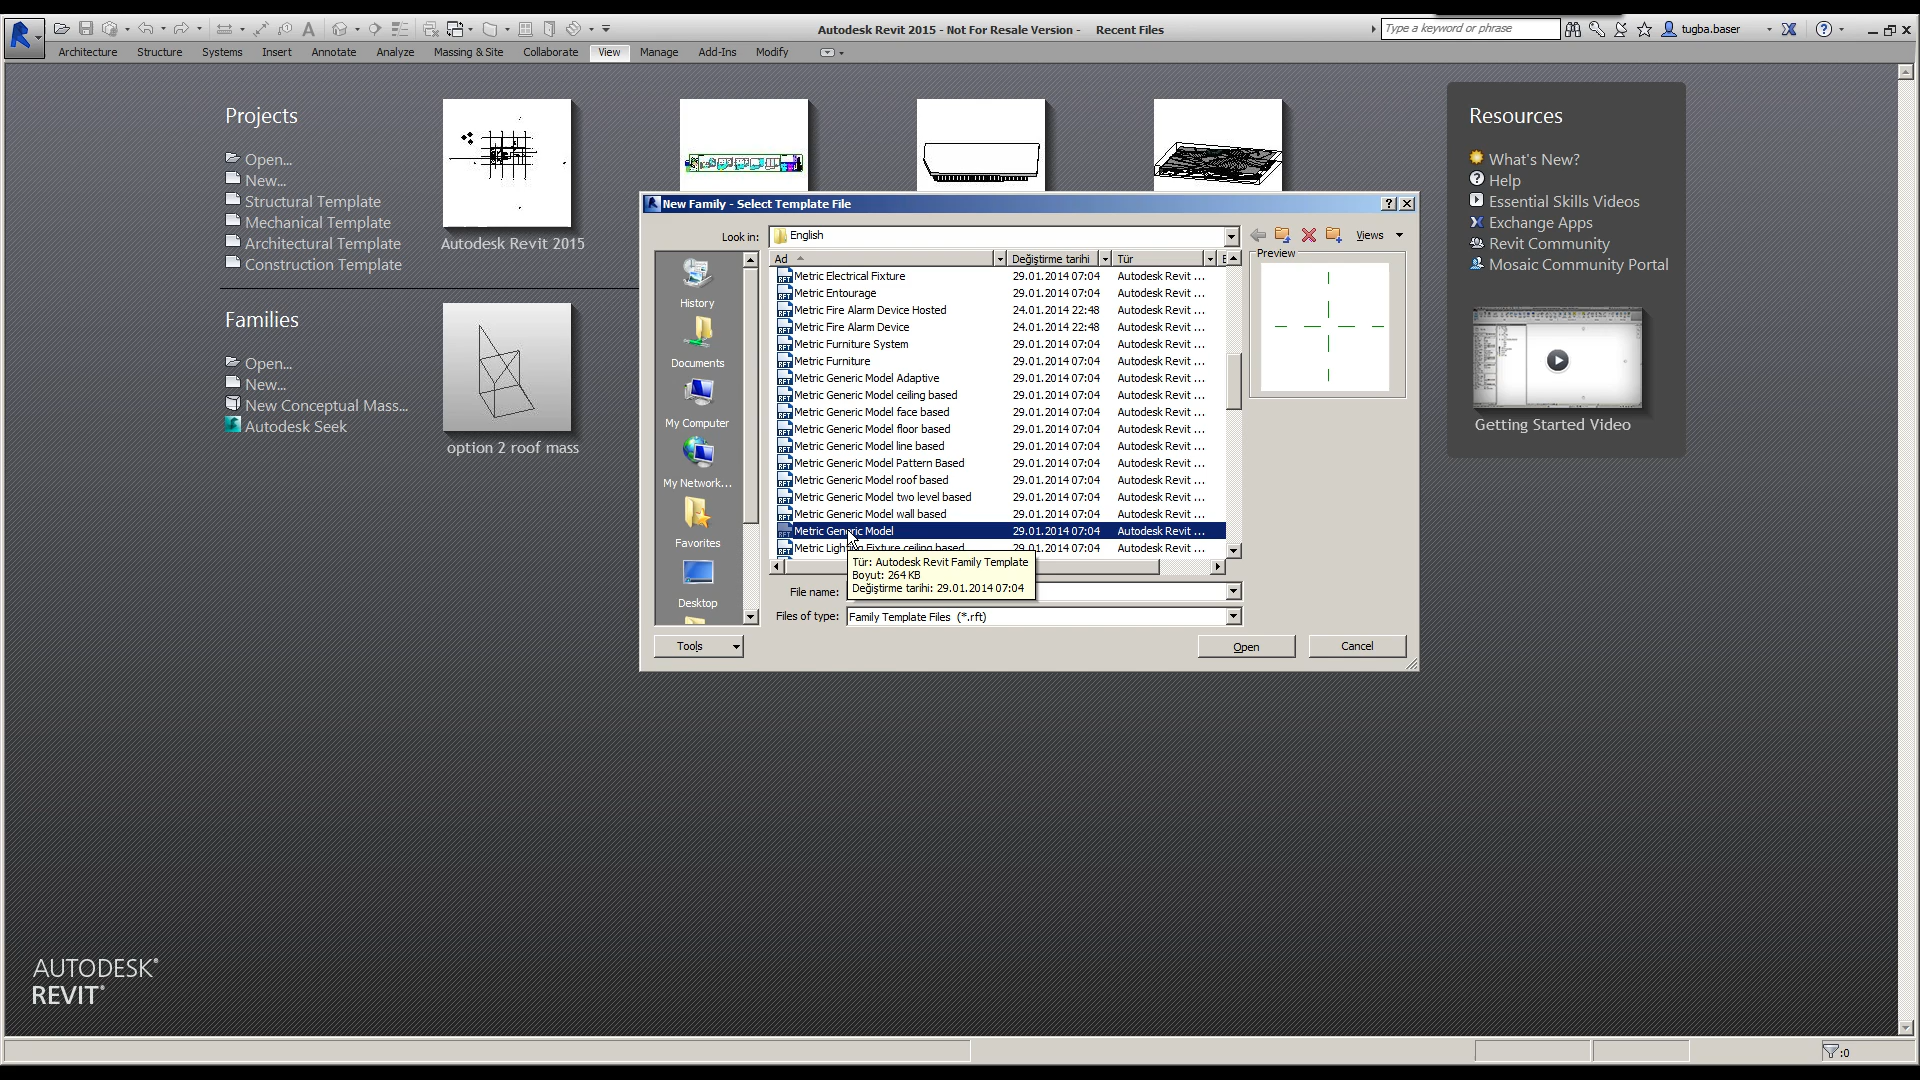 Autodesk Revit 2015 - Not For Resale Version - Recent Files
Type a keyword or phrase
tugba.baser
Architecture Structure Systems Insert Annotate Analyze Massing & Site Collaborate View Manage Add-Ins Modify
Projects
Open...
New...
Structural Template
Mechanical Template
Architectural Template
Construction Template
Autodesk Revit 2015
Families
Open...
New...
New Conceptual Mass...
Autodesk Seek
option 2 roof mass
New Family - Select Template File
Look in: English
Views
History
Documents
My Computer
My Network...
Favorites
Desktop
Ad Değiştirme tarihi Tür
Metric Electrical Fixture 29.01.2014 07:04 Autodesk Revit ...
Metric Entourage 29.01.2014 07:04 Autodesk Revit ...
Metric Fire Alarm Device Hosted 24.01.2014 22:48 Autodesk Revit ...
Metric Fire Alarm Device 24.01.2014 22:48 Autodesk Revit ...
Metric Furniture System 29.01.2014 07:04 Autodesk Revit ...
Metric Furniture 29.01.2014 07:04 Autodesk Revit ...
Metric Generic Model Adaptive 29.01.2014 07:04 Autodesk Revit ...
Metric Generic Model ceiling based 29.01.2014 07:04 Autodesk Revit ...
Metric Generic Model face based 29.01.2014 07:04 Autodesk Revit ...
Metric Generic Model floor based 29.01.2014 07:04 Autodesk Revit ...
Metric Generic Model line based 29.01.2014 07:04 Autodesk Revit ...
Metric Generic Model Pattern Based 29.01.2014 07:04 Autodesk Revit ...
Metric Generic Model roof based 29.01.2014 07:04 Autodesk Revit ...
Metric Generic Model two level based 29.01.2014 07:04 Autodesk Revit ...
Metric Generic Model wall based 29.01.2014 07:04 Autodesk Revit ...
Metric Generic Model 29.01.2014 07:04 Autodesk Revit ...
Metric Lighting Fixture ceiling based 29.01.2014 07:04 Autodesk Revit ...
Tür: Autodesk Revit Family Template
Boyut: 264 KB
Değiştirme tarihi: 29.01.2014 07:04
Preview
File name:
Files of type: Family Template Files (*.rft)
Tools
Open
Cancel
Resources
What's New?
Help
Essential Skills Videos
Exchange Apps
Revit Community
Mosaic Community Portal
Getting Started Video
AUTODESK®
REVIT®
:0